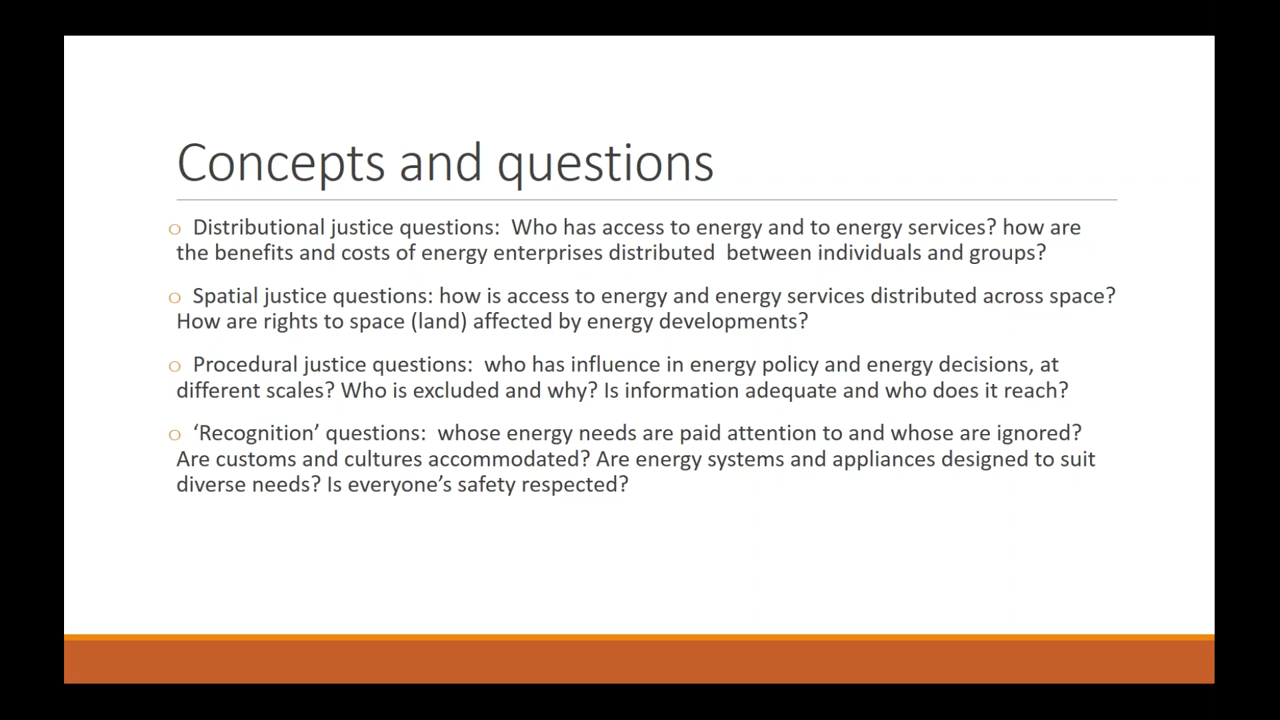 Concepts and questions
o Distributional justice questions:  Who has access to energy and to energy services? how are
the benefits and costs of energy enterprises distributed  between individuals and groups?
o Spatial justice questions: how is access to energy and energy services distributed across space?
How are rights to space (land) affected by energy developments?
o Procedural justice questions:  who has influence in energy policy and energy decisions, at
different scales? Who is excluded and why? Is information adequate and who does it reach?
o ‘Recognition’ questions:  whose energy needs are paid attention to and whose are ignored?
Are customs and cultures accommodated? Are energy systems and appliances designed to suit
diverse needs? Is everyone’s safety respected?